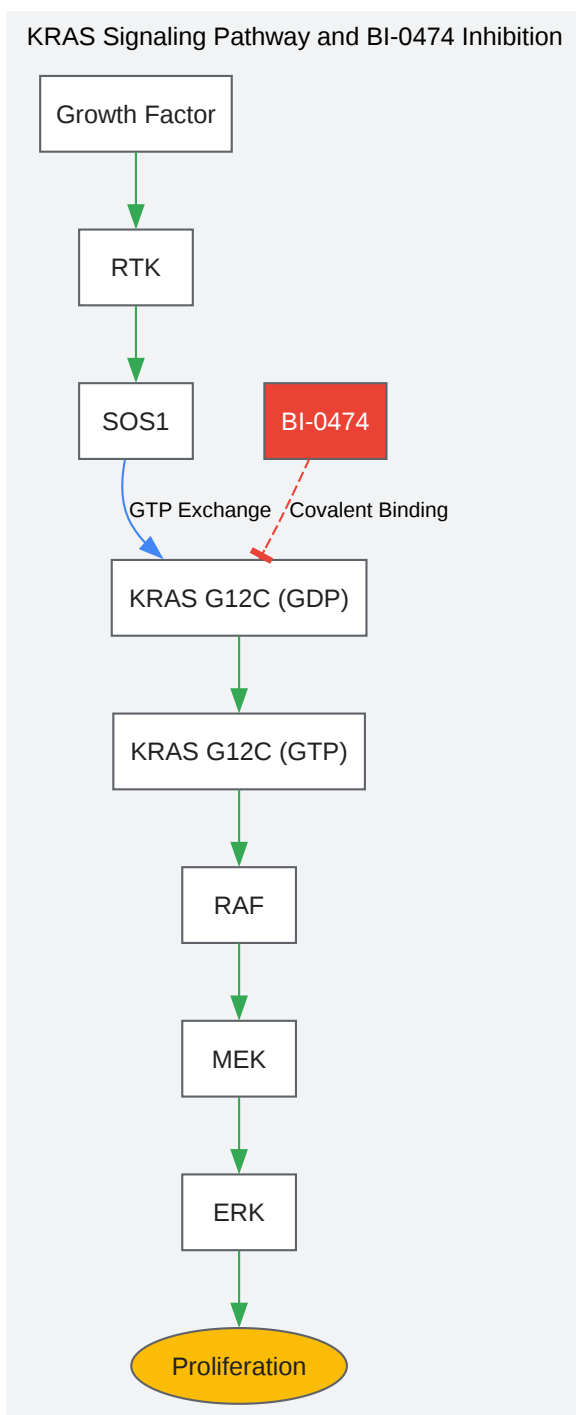 KRAS Signaling Pathway and BI-0474 Inhibition
Growth Factor
RTK
SOS1
BI-0474
GTP Exchange
Covalent Binding
KRAS G12C (GDP)
KRAS G12C (GTP)
RAF
MEK
ERK
Proliferation